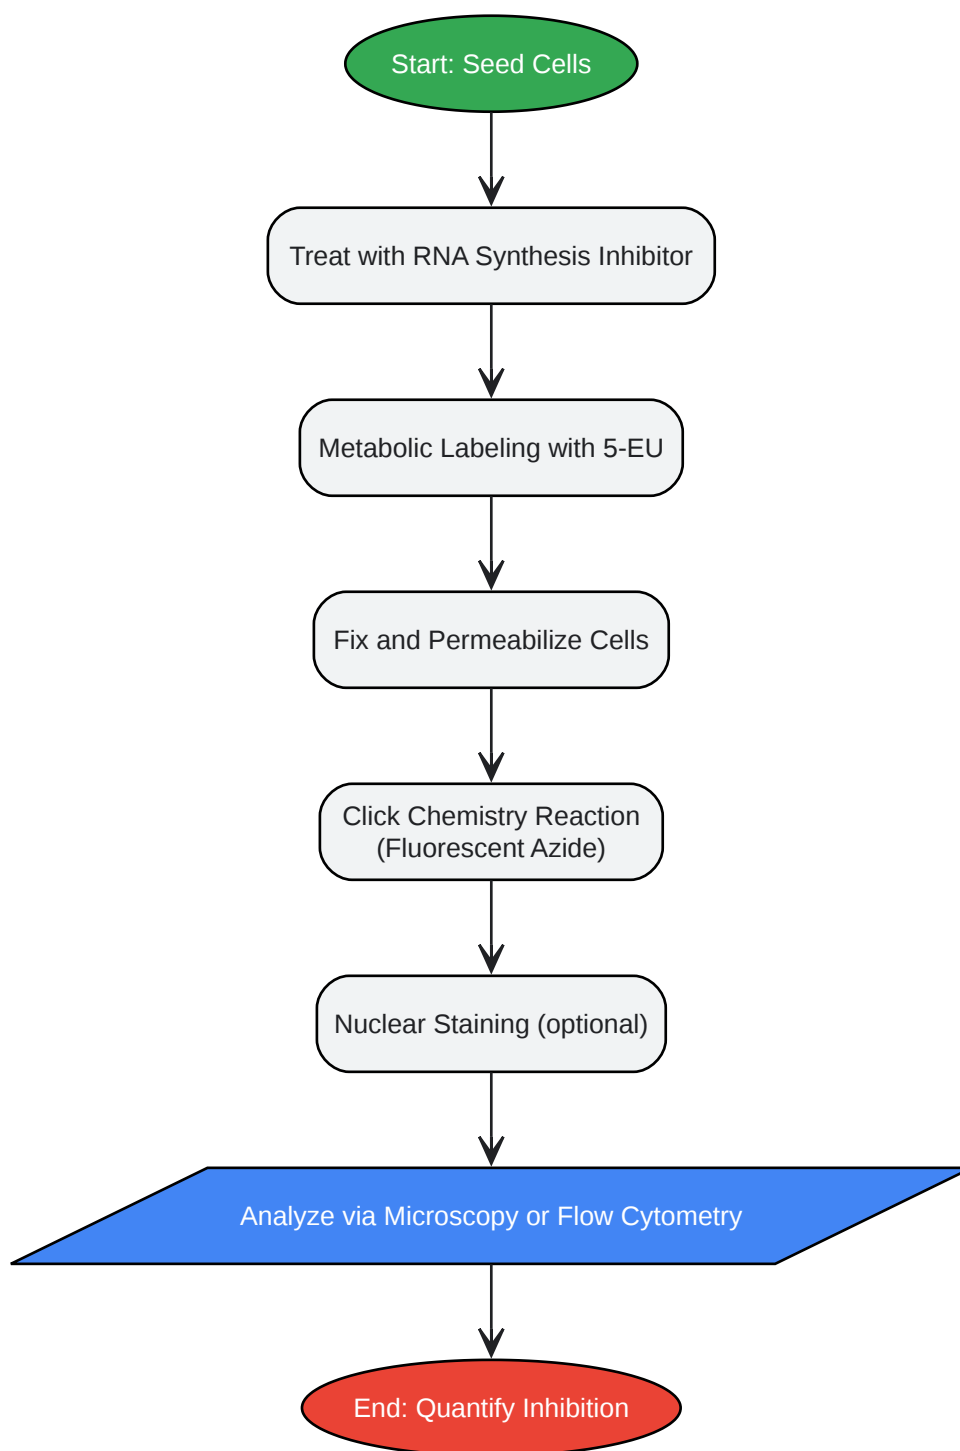 Start: Seed Cells
Treat with RNA Synthesis Inhibitor
Metabolic Labeling with 5-EU
Fix and Permeabilize Cells
Click Chemistry Reaction
(Fluorescent Azide)
Nuclear Staining (optional)
Analyze via Microscopy or Flow Cytometry
End: Quantify Inhibition